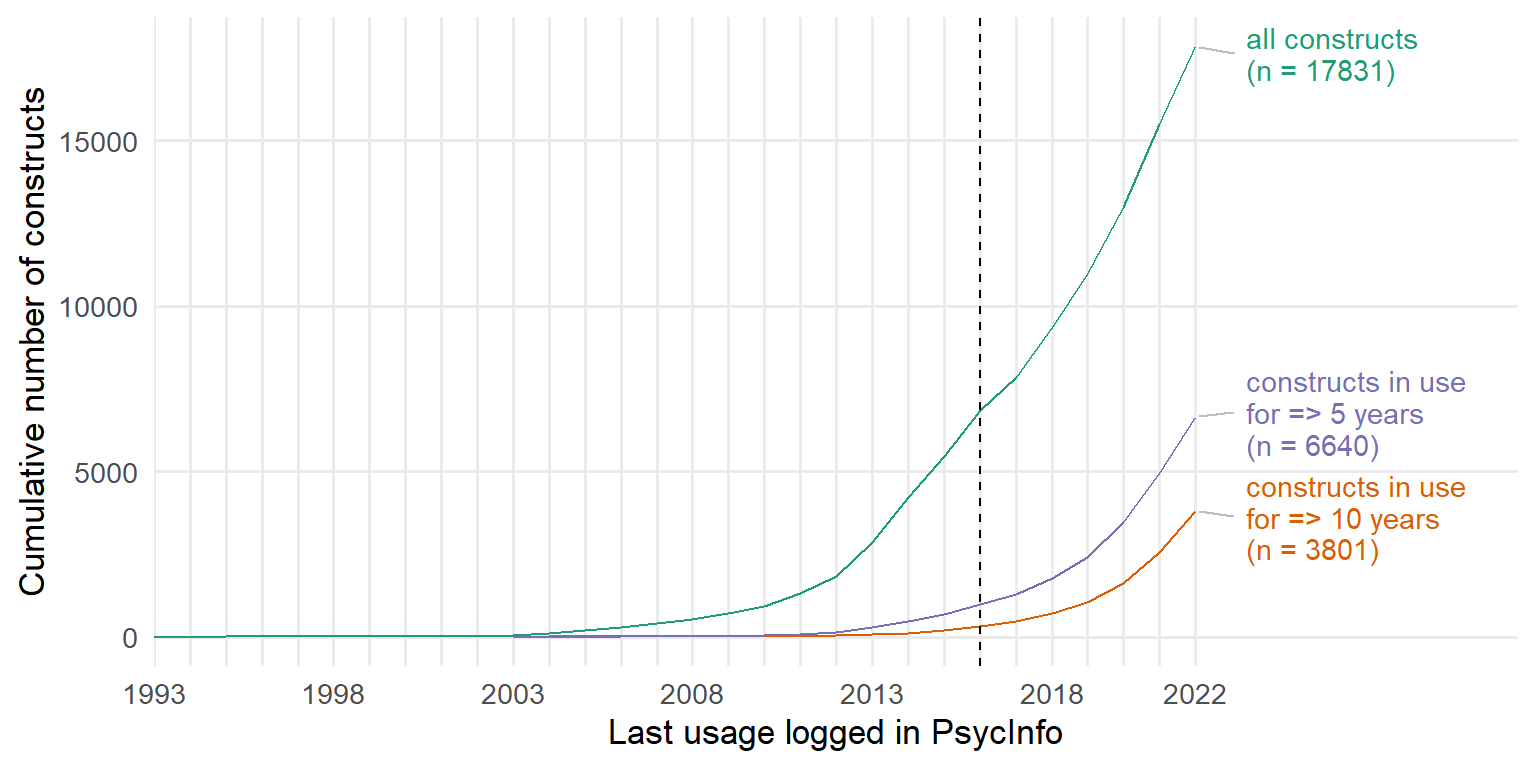 Cumulative number of constructs
15000
10000
5000
0
1993
1998
2003
2008
2013
2018
2022
Last usage logged in PsycInfo
all constructs
(n = 17831)
constructs in use
for => 5 years
(n = 6640)
constructs in use
for => 10 years
(n = 3801)